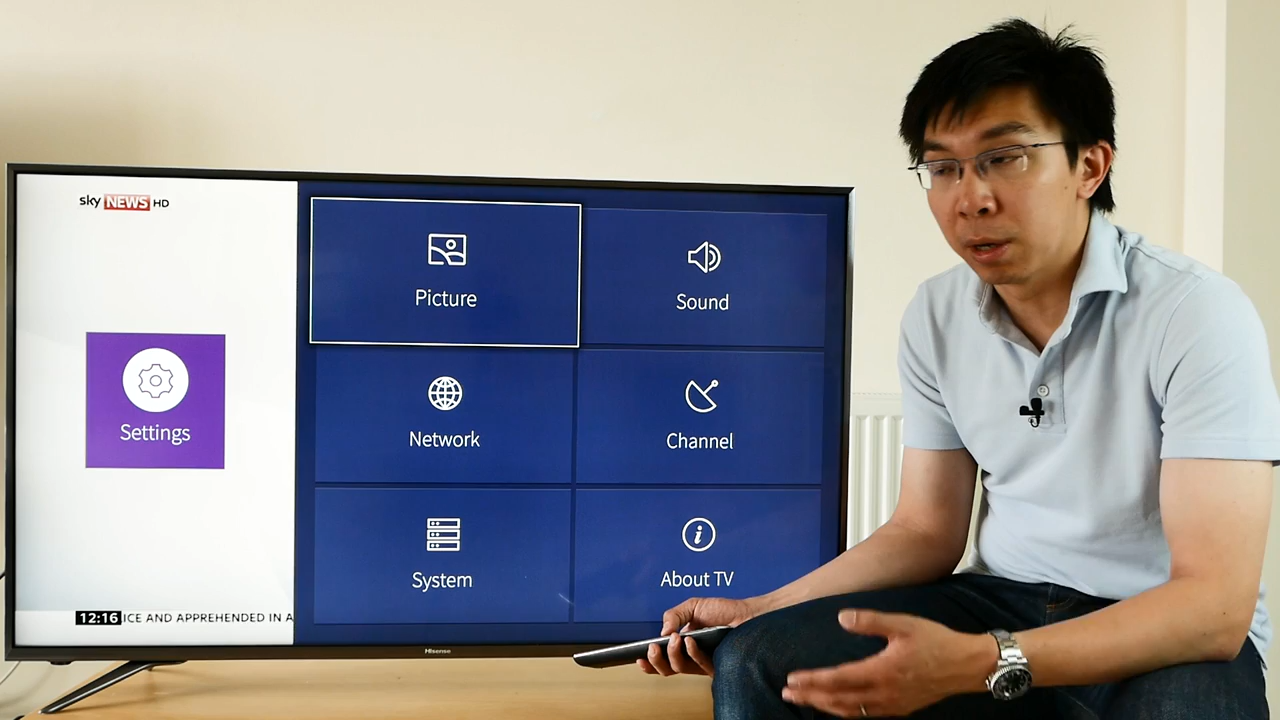 sky NEWS HD
Settings
Picture
Sound
Network
Channel
System
About TV
12:16 ICE AND APPREHENDED IN A
Hisense